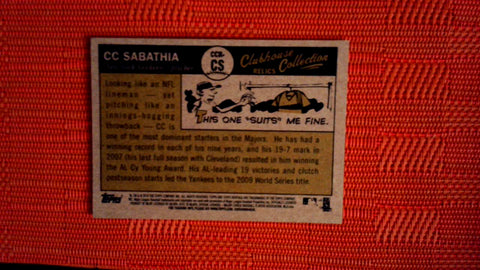 CC SABATHIA
CCR-
CS
Clubhouse
Collection
RELICS
Looking like an NFL
lineman — yet
pitching like an
innings-hogging
throwback — CC is
THIS ONE "SUITS" ME FINE.
one of the most dominant starters in the Majors. He has had a
winning record in each of his nine years, and his 19-7 mark in
2007 (his last full season with Cleveland) resulted in him winning
the AL Cy Young Award. His AL-leading 19 victories and clutch
postseason starts led the Yankees to the 2009 World Series title.
Topps